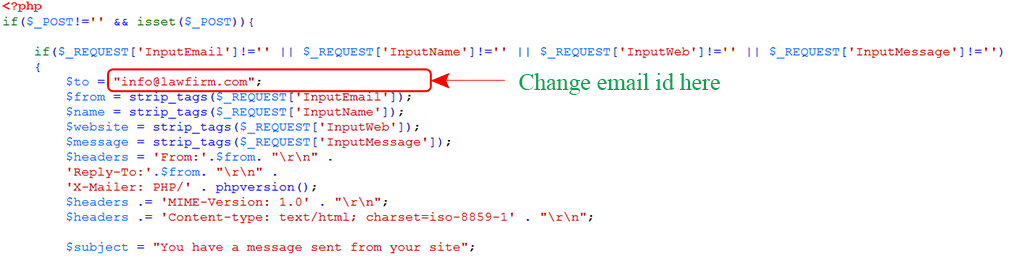 <?php
if($_POST!='' && isset($_POST)){
if($_REQUEST['InputEmail']!='' || $_REQUEST['InputName']!='' || $_REQUEST['InputWeb']!='' || $_REQUEST['InputMessage']!='')
{
$to = "info@lawfirm.com";
Change email id here
$from = strip_tags($_REQUEST['InputEmail']);
$name = strip_tags($_REQUEST['InputName']);
$website = strip_tags($_REQUEST['InputWeb']);
$message = strip_tags($_REQUEST['InputMessage']);
$headers = 'From:'.$from. "\r\n" .
'Reply-To:'.$from. "\r\n" .
'X-Mailer: PHP/' . phpversion();
$headers .= 'MIME-Version: 1.0' . "\r\n";
$headers .= 'Content-type: text/html; charset=iso-8859-1' . "\r\n";
$subject = "You have a message sent from your site";